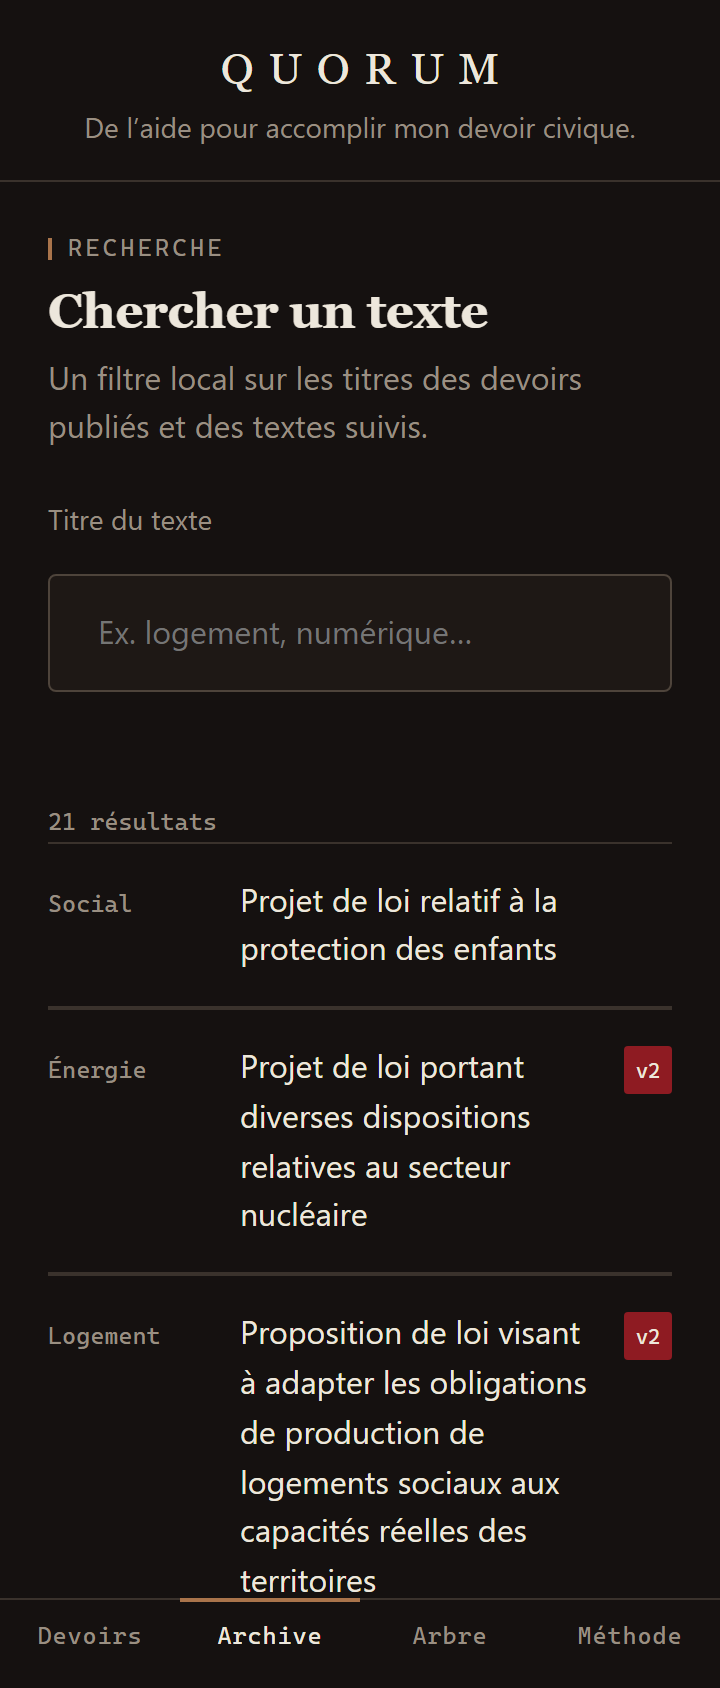 QUORUM
De l’aide pour accomplir mon devoir civique.
RECHERCHE
Chercher un texte
Un filtre local sur les titres des devoirs
publiés et des textes suivis.
Titre du texte
Ex. logement, numérique…
21 résultats
Social
Projet de loi relatif à la
protection des enfants
Énergie
Projet de loi portant
v2
diverses dispositions
relatives au secteur
nucléaire
Logement
Proposition de loi visant
v2
à adapter les obligations
de production de
logements sociaux aux
capacités réelles des
territoires
Devoirs
Archive
Arbre
Méthode